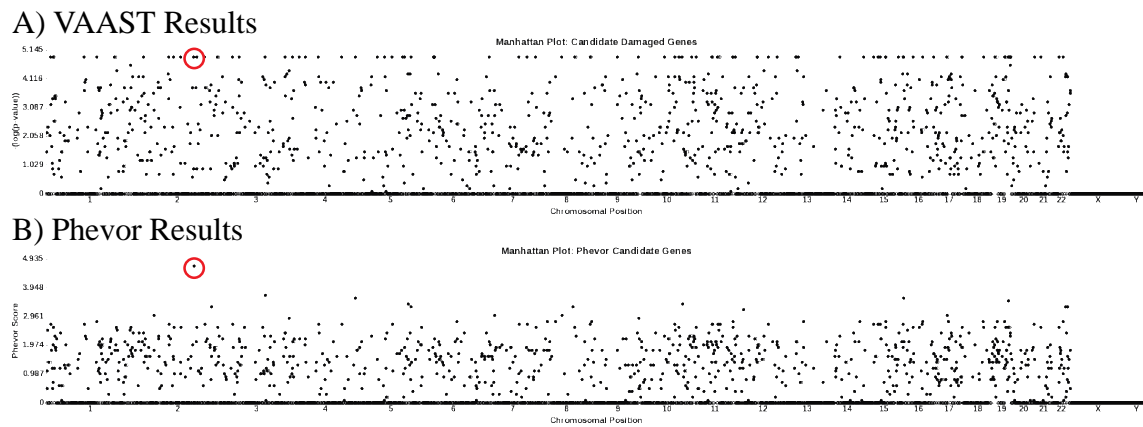 A) VAAST Results
Manhattan Plot: Candidate Damaged Genes
5.145
4.116
3.087
2.058
1.029
0
(log(p-value))
1 2 3 4 5 6 7 8 9 10 11 12 13 14 15 16 17 18 19 20 21 22 X Y
Chromosomal Position
B) Phevor Results
Manhattan Plot: Phevor Candidate Genes
4.935
3.948
2.961
1.974
0.987
0
Phevor Score
1 2 3 4 5 6 7 8 9 10 11 12 13 14 15 16 17 18 19 20 21 22 X Y
Chromosomal Position